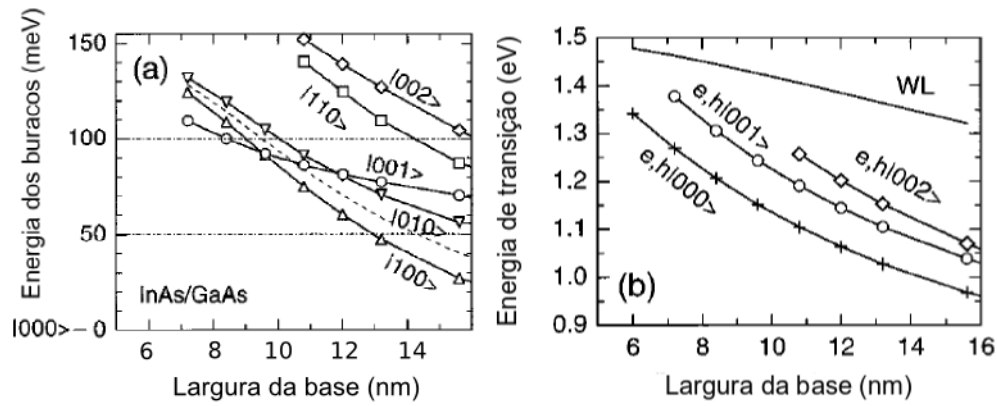 Energia dos buracos (meV)
150
100
50
|000> 0
(a)
|002>
|110>
|001>
|010>
|100>
InAs/GaAs
6 8 10 12 14
Largura da base (nm)
Energia de transição (eV)
1.5
1.4
1.3
1.2
1.1
1.0
0.9
WL
e,h|001>
e,h|002>
e,h|000>
(b)
6 8 10 12 14 16
Largura da base (nm)